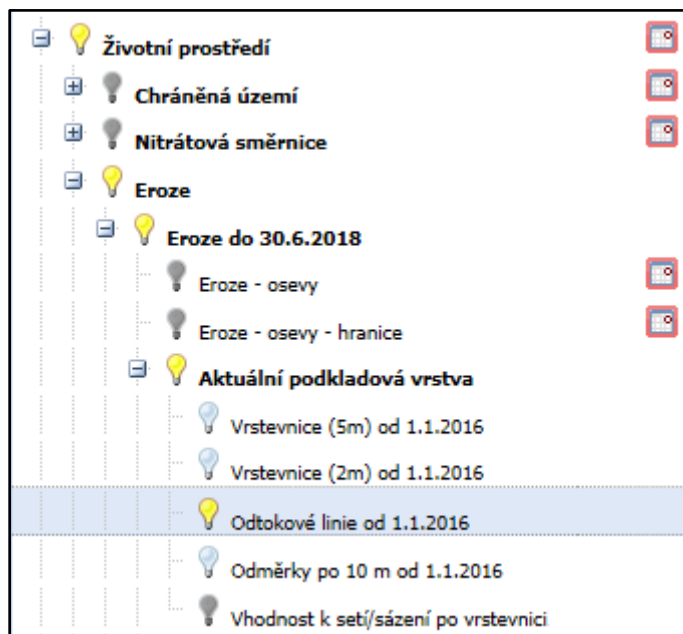 Životní prostředí
Chráněná území
Nitrátová směrnice
Eroze
Eroze do 30.6.2018
Eroze - osevy
Eroze - osevy - hranice
Aktuální podkladová vrstva
Vrstevnice (5m) od 1.1.2016
Vrstevnice (2m) od 1.1.2016
Odtokové linie od 1.1.2016
Odměrky po 10 m od 1.1.2016
Vhodnost k setí/sázení po vrstevnici